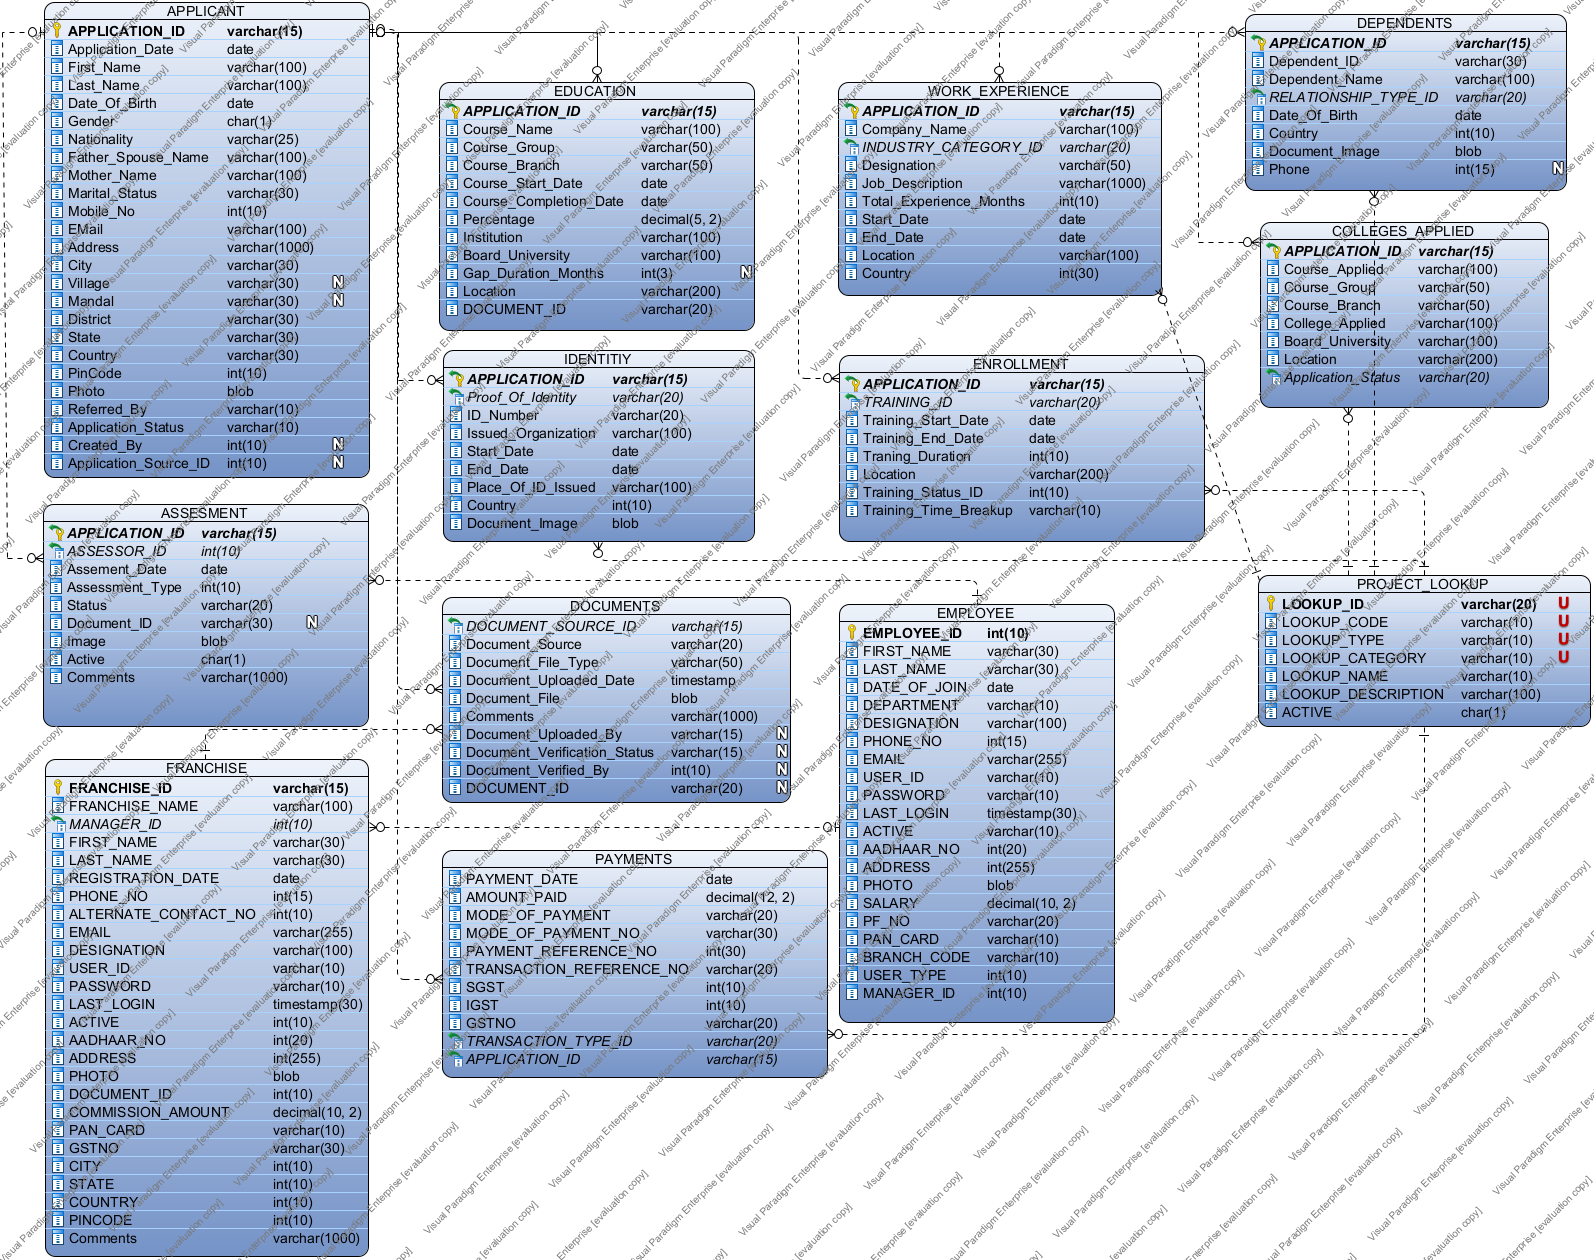 APPLICANT
APPLICATION_ID varchar(15)
Application_Date date
First_Name varchar(100)
Last_Name varchar(100)
Date_Of_Birth date
Gender char(1)
Nationality varchar(25)
Father_Spouse_Name varchar(100)
Mother_Name varchar(100)
Marital_Status varchar(30)
Mobile_No int(10)
EMail varchar(100)
Address varchar(1000)
City varchar(30)
Village varchar(30) N
Mandal varchar(30) N
District varchar(30)
State varchar(30)
Country varchar(30)
PinCode int(10)
Photo blob
Referred_By varchar(10)
Application_Status varchar(10)
Created_By int(10) N
Application_Source_ID int(10) N
EDUCATION
APPLICATION_ID varchar(15)
Course_Name varchar(100)
Course_Group varchar(50)
Course_Branch varchar(50)
Course_Start_Date date
Course_Completion_Date date
Percentage decimal(5, 2)
Institution varchar(100)
Board_University varchar(100)
Gap_Duration_Months int(3) N
Location varchar(200)
DOCUMENT_ID varchar(20)
WORK_EXPERIENCE
APPLICATION_ID varchar(15)
Company_Name varchar(100)
INDUSTRY_CATEGORY_ID varchar(20)
Designation varchar(50)
Job_Description varchar(1000)
Total_Experience_Months int(10)
Start_Date date
End_Date date
Location varchar(100)
Country int(30)
DEPENDENTS
APPLICATION_ID varchar(15)
Dependent_ID varchar(30)
Dependent_Name varchar(100)
RELATIONSHIP_TYPE_ID varchar(20)
Date_Of_Birth date
Country int(10)
Document_Image blob
Phone int(15) N
COLLEGES_APPLIED
APPLICATION_ID varchar(15)
Course_Applied varchar(100)
Course_Group varchar(50)
Course_Branch varchar(50)
College_Applied varchar(100)
Board_University varchar(100)
Location varchar(200)
Application_Status varchar(20)
IDENTITIY
APPLICATION_ID varchar(15)
Proof_Of_Identity varchar(20)
ID_Number varchar(20)
Issued_Organization varchar(100)
Start_Date date
End_Date date
Place_Of_ID_Issued varchar(100)
Country int(10)
Document_Image blob
ENROLLMENT
APPLICATION_ID varchar(15)
TRAINING_ID varchar(20)
Training_Start_Date date
Training_End_Date date
Traning_Duration int(10)
Location varchar(200)
Training_Status_ID int(10)
Training_Time_Breakup varchar(10)
ASSESMENT
APPLICATION_ID varchar(15)
ASSESSOR_ID int(10)
Assement_Date date
Assessment_Type int(10)
Status varchar(20)
Document_ID varchar(30) N
Image blob
Active char(1)
Comments varchar(1000)
DOCUMENTS
DOCUMENT_SOURCE_ID varchar(15)
Document_Source varchar(20)
Document_File_Type varchar(50)
Document_Uploaded_Date timestamp
Document_File blob
Comments varchar(1000)
Document_Uploaded_By varchar(15) N
Document_Verification_Status varchar(15) N
Document_Verified_By int(10) N
DOCUMENT_ID varchar(20) N
EMPLOYEE
EMPLOYEE_ID int(10)
FIRST_NAME varchar(30)
LAST_NAME varchar(30)
DATE_OF_JOIN date
DEPARTMENT varchar(10)
DESIGNATION varchar(100)
PHONE_NO int(15)
EMAIL varchar(255)
USER_ID varchar(10)
PASSWORD varchar(10)
LAST_LOGIN timestamp(30)
ACTIVE varchar(10)
AADHAAR_NO int(20)
ADDRESS int(255)
PHOTO blob
SALARY decimal(10, 2)
PF_NO varchar(20)
PAN_CARD varchar(10)
BRANCH_CODE varchar(10)
USER_TYPE int(10)
MANAGER_ID int(10)
PROJECT_LOOKUP
LOOKUP_ID varchar(20) U
LOOKUP_CODE varchar(10) U
LOOKUP_TYPE varchar(10) U
LOOKUP_CATEGORY varchar(10) U
LOOKUP_NAME varchar(10)
LOOKUP_DESCRIPTION varchar(100)
ACTIVE char(1)
FRANCHISE
FRANCHISE_ID varchar(15)
FRANCHISE_NAME varchar(100)
MANAGER_ID int(10)
FIRST_NAME varchar(30)
LAST_NAME varchar(30)
REGISTRATION_DATE date
PHONE_NO int(15)
ALTERNATE_CONTACT_NO int(10)
EMAIL varchar(255)
DESIGNATION varchar(100)
USER_ID varchar(10)
PASSWORD varchar(10)
LAST_LOGIN timestamp(30)
ACTIVE int(10)
AADHAAR_NO int(20)
ADDRESS int(255)
PHOTO blob
DOCUMENT_ID int(10)
COMMISSION_AMOUNT decimal(10, 2)
PAN_CARD varchar(10)
GSTNO varchar(30)
CITY int(10)
STATE int(10)
COUNTRY int(10)
PINCODE int(10)
Comments varchar(1000)
PAYMENTS
PAYMENT_DATE date
AMOUNT_PAID decimal(12, 2)
MODE_OF_PAYMENT varchar(20)
MODE_OF_PAYMENT_NO varchar(30)
PAYMENT_REFERENCE_NO int(30)
TRANSACTION_REFERENCE_NO varchar(20)
SGST int(10)
IGST int(10)
GSTNO varchar(20)
TRANSACTION_TYPE_ID varchar(20)
APPLICATION_ID varchar(15)
Visual Paradigm Enterprise [evaluation copy]